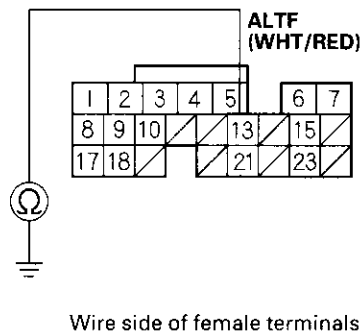 ALTF
(WHT/RED)
1 2 3 4 5 6 7
8 9 10 13 15
17 18 21 23
Ω
Wire side of female terminals